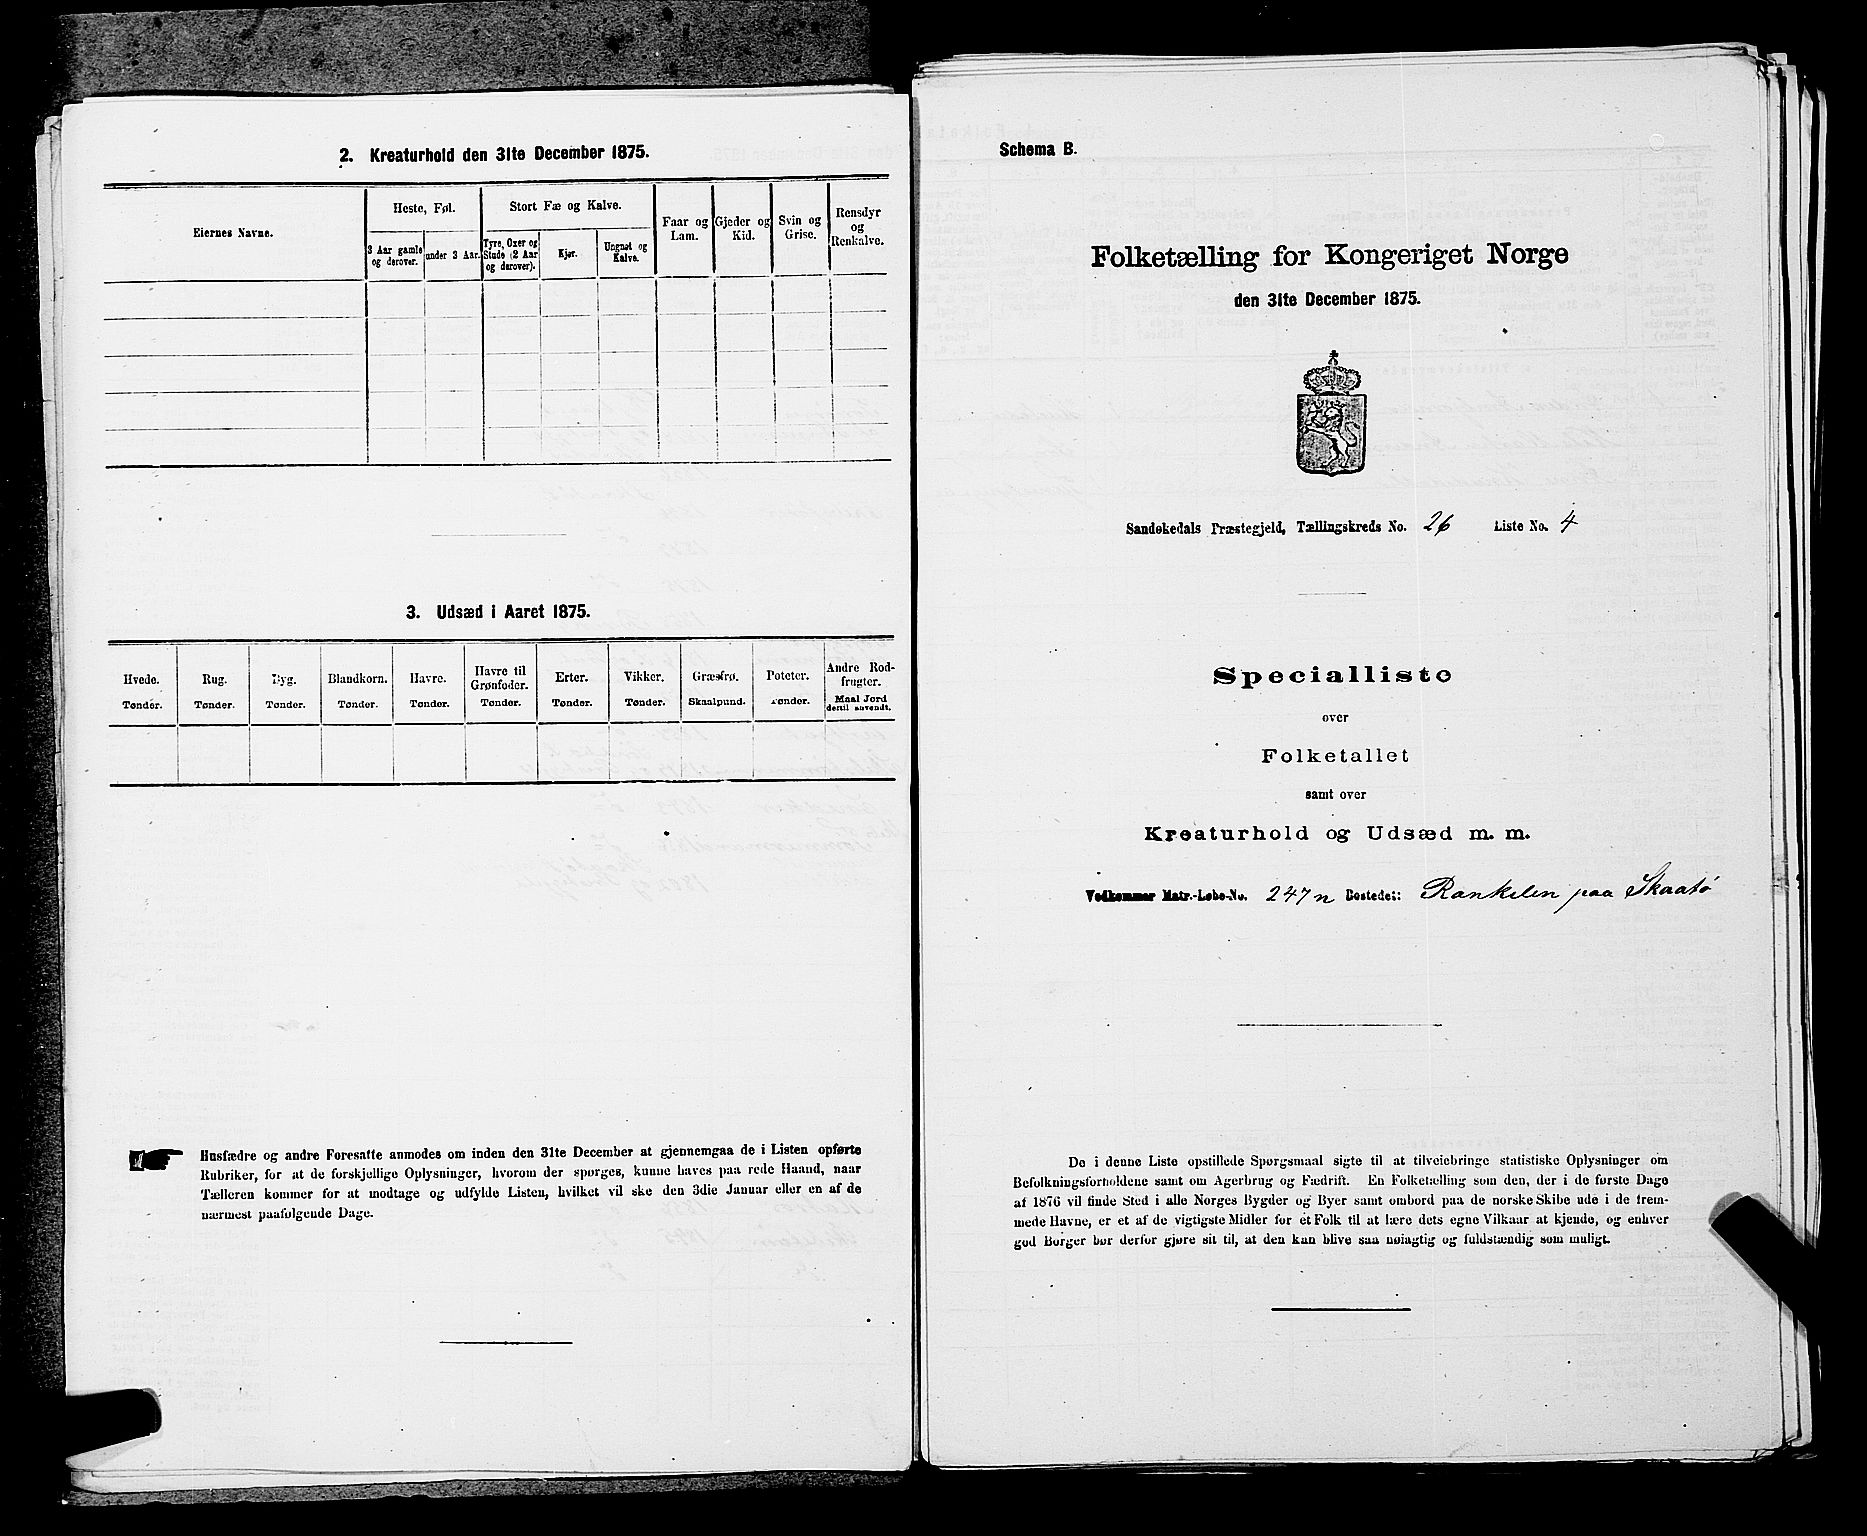 2. Kreaturhold den 31te December 1875.
Eiernes Navne.
Heste, Føl.
3 Aar gamle og derover.
under 3 Aar.
Stort Fæ og Kalve.
Tyre, Oxer og Stude (2 Aar og derover).
Kjør.
Ungnøt og Kalve.
Faar og Lam.
Gjeder og Kid.
Svin og Grise.
Rensdyr og Renkalve.
3. Udsæd i Aaret 1875.
Hvede. Tønder.
Rug. Tønder.
Byg. Tønder.
Blandkorn. Tønder.
Havre. Tønder.
Havre til Grønfoder. Tønder.
Erter. Tønder.
Vikker. Tønder.
Græsfrø. Skaalpund.
Poteter. Tønder.
Andre Rodfrugter. Maal Jord dertil anvendt.
Husfædre og andre Foresatte anmodes om inden den 31te December at gjennemgaa de i Listen opførte
Rubriker, for at de forskjellige Oplysninger, hvorom der spørges, kunne haves paa rede Haand, naar
Tælleren kommer for at modtage og udfylde Listen, hvilket vil ske den 3die Januar eller en af de
nærmest paafølgende Dage.
Schema B.
Folketælling for Kongeriget Norge
den 31te December 1875.
Sandøkedals Præstegjeld, Tællingskreds No. 26 Liste No. 4
Specialliste
over
Folketallet
samt over
Kreaturhold og Udsæd m. m.
Vedkommer Matr.-Løbe-No. 247n Bostedet: Rankelen paa Skaatø
De i denne Liste opstillede Spørgsmaal sigte til at tilveiebringe statistiske Oplysninger om
Befolkningsforholdene samt om Agerbrug og Fædrift. En Folketælling som den, der i de første Dage
af 1876 vil finde Sted i alle Norges Bygder og Byer samt ombord paa de norske Skibe ude i de frem-
mede Havne, er et af de vigtigste Midler for et Folk til at lære dets egne Vilkaar at kjende, og enhver
god Borger bør derfor gjøre sit til, at den kan blive saa nøiagtig og fuldstændig som muligt.